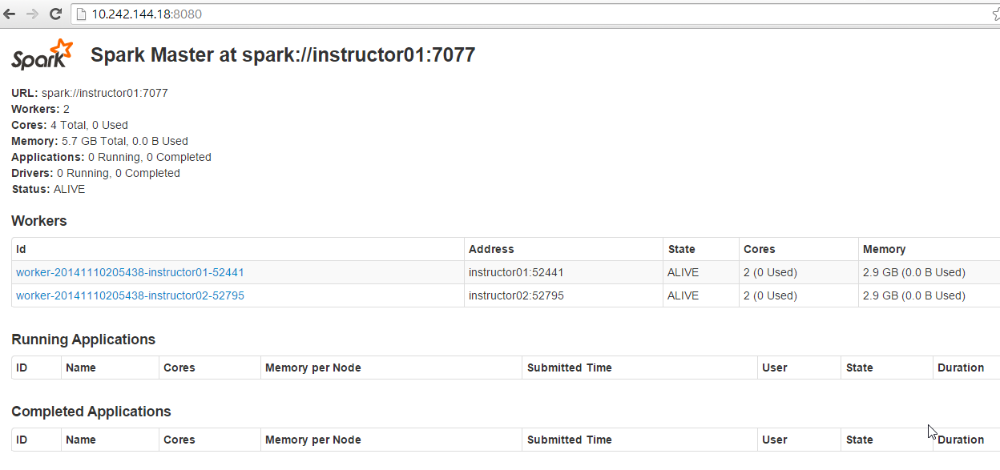 10.242.144.18:8080
Spark Spark Master at spark://instructor01:7077
URL: spark://instructor01:7077
Workers: 2
Cores: 4 Total, 0 Used
Memory: 5.7 GB Total, 0.0 B Used
Applications: 0 Running, 0 Completed
Drivers: 0 Running, 0 Completed
Status: ALIVE
Workers
Id Address State Cores Memory
worker-20141110205438-instructor01-52441 instructor01:52441 ALIVE 2 (0 Used) 2.9 GB (0.0 B Used)
worker-20141110205438-instructor02-52795 instructor02:52795 ALIVE 2 (0 Used) 2.9 GB (0.0 B Used)
Running Applications
ID Name Cores Memory per Node Submitted Time User State Duration
Completed Applications
ID Name Cores Memory per Node Submitted Time User State Duration